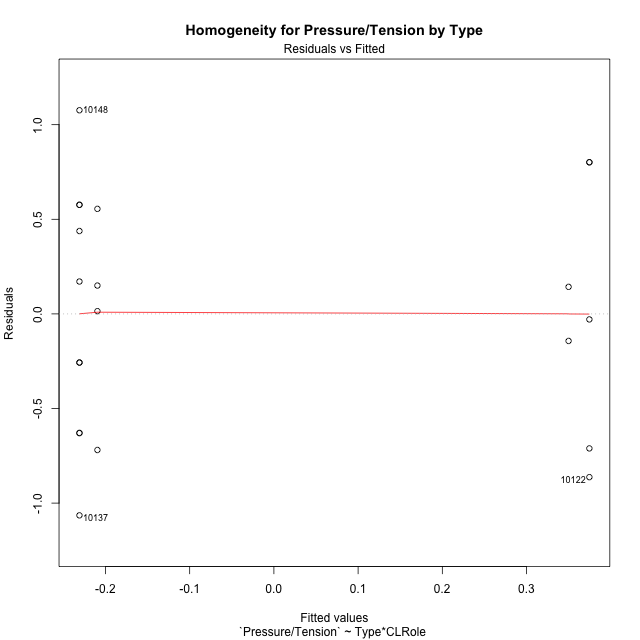 Homogeneity for Pressure/Tension by Type
Residuals vs Fitted
10148
1.0
0.5
0.0
-0.5
-1.0
Residuals
10122
10137
-0.2
-0.1
0.0
0.1
0.2
0.3
Fitted values
`Pressure/Tension` ~ Type*CLRole